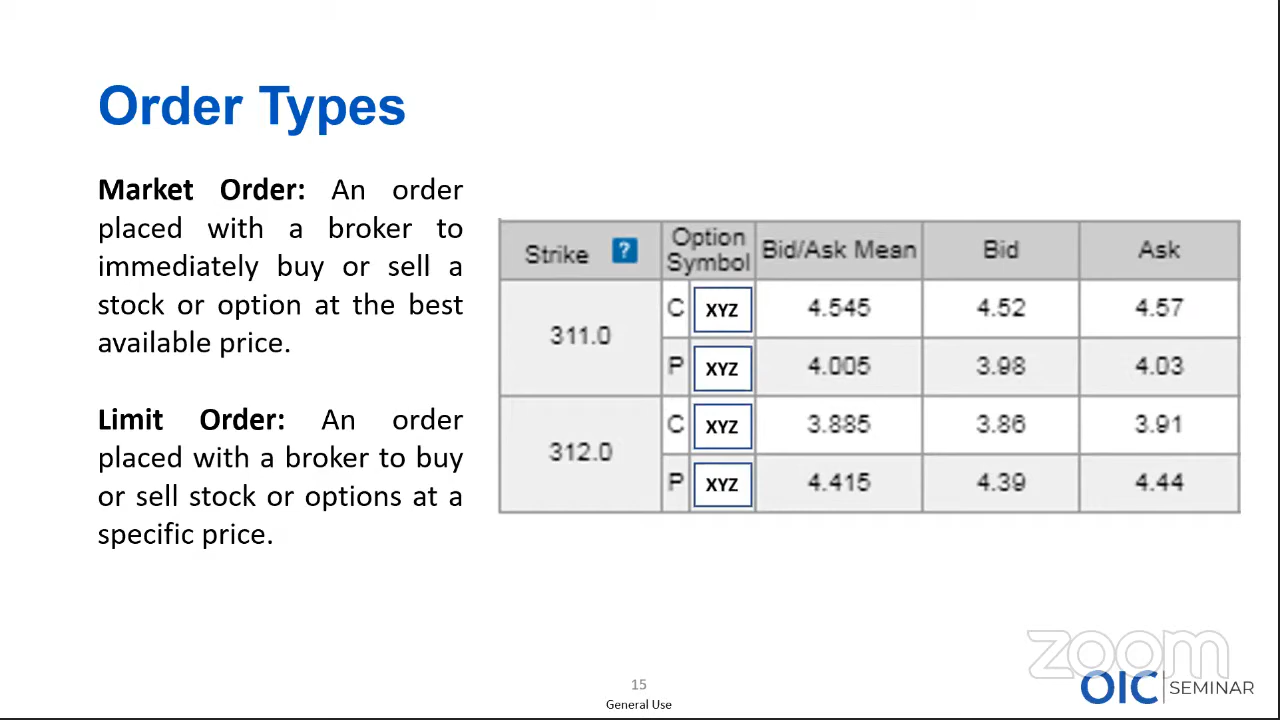 Order Types
Market Order: An order
placed with a broker to
immediately buy or sell a
stock or option at the best
available price.
Limit Order: An order
placed with a broker to buy
or sell stock or options at a
specific price.
Strike ? Option Symbol Bid/Ask Mean Bid Ask
311.0 C XYZ 4.545 4.52 4.57
P XYZ 4.005 3.98 4.03
312.0 C XYZ 3.885 3.86 3.91
P XYZ 4.415 4.39 4.44
zoom
15
General Use
OIC SEMINAR